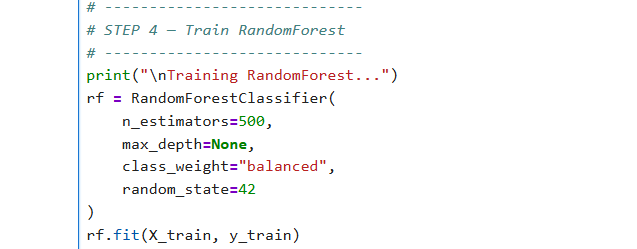 # -----------------------------
# STEP 4 — Train RandomForest
# -----------------------------
print("\nTraining RandomForest...")
rf = RandomForestClassifier(
    n_estimators=500,
    max_depth=None,
    class_weight="balanced",
    random_state=42
)
rf.fit(X_train, y_train)